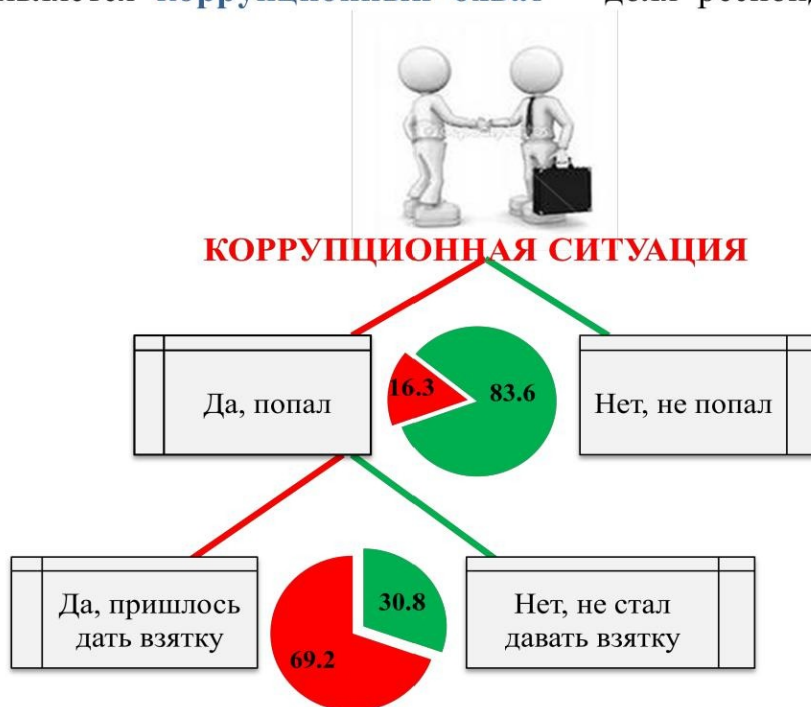 КОРРУПЦИОННАЯ СИТУАЦИЯ
Да, попал
16.3
83.6
Нет, не попал
Да, пришлось
дать взятку
69.2
30.8
Нет, не стал
давать взятку